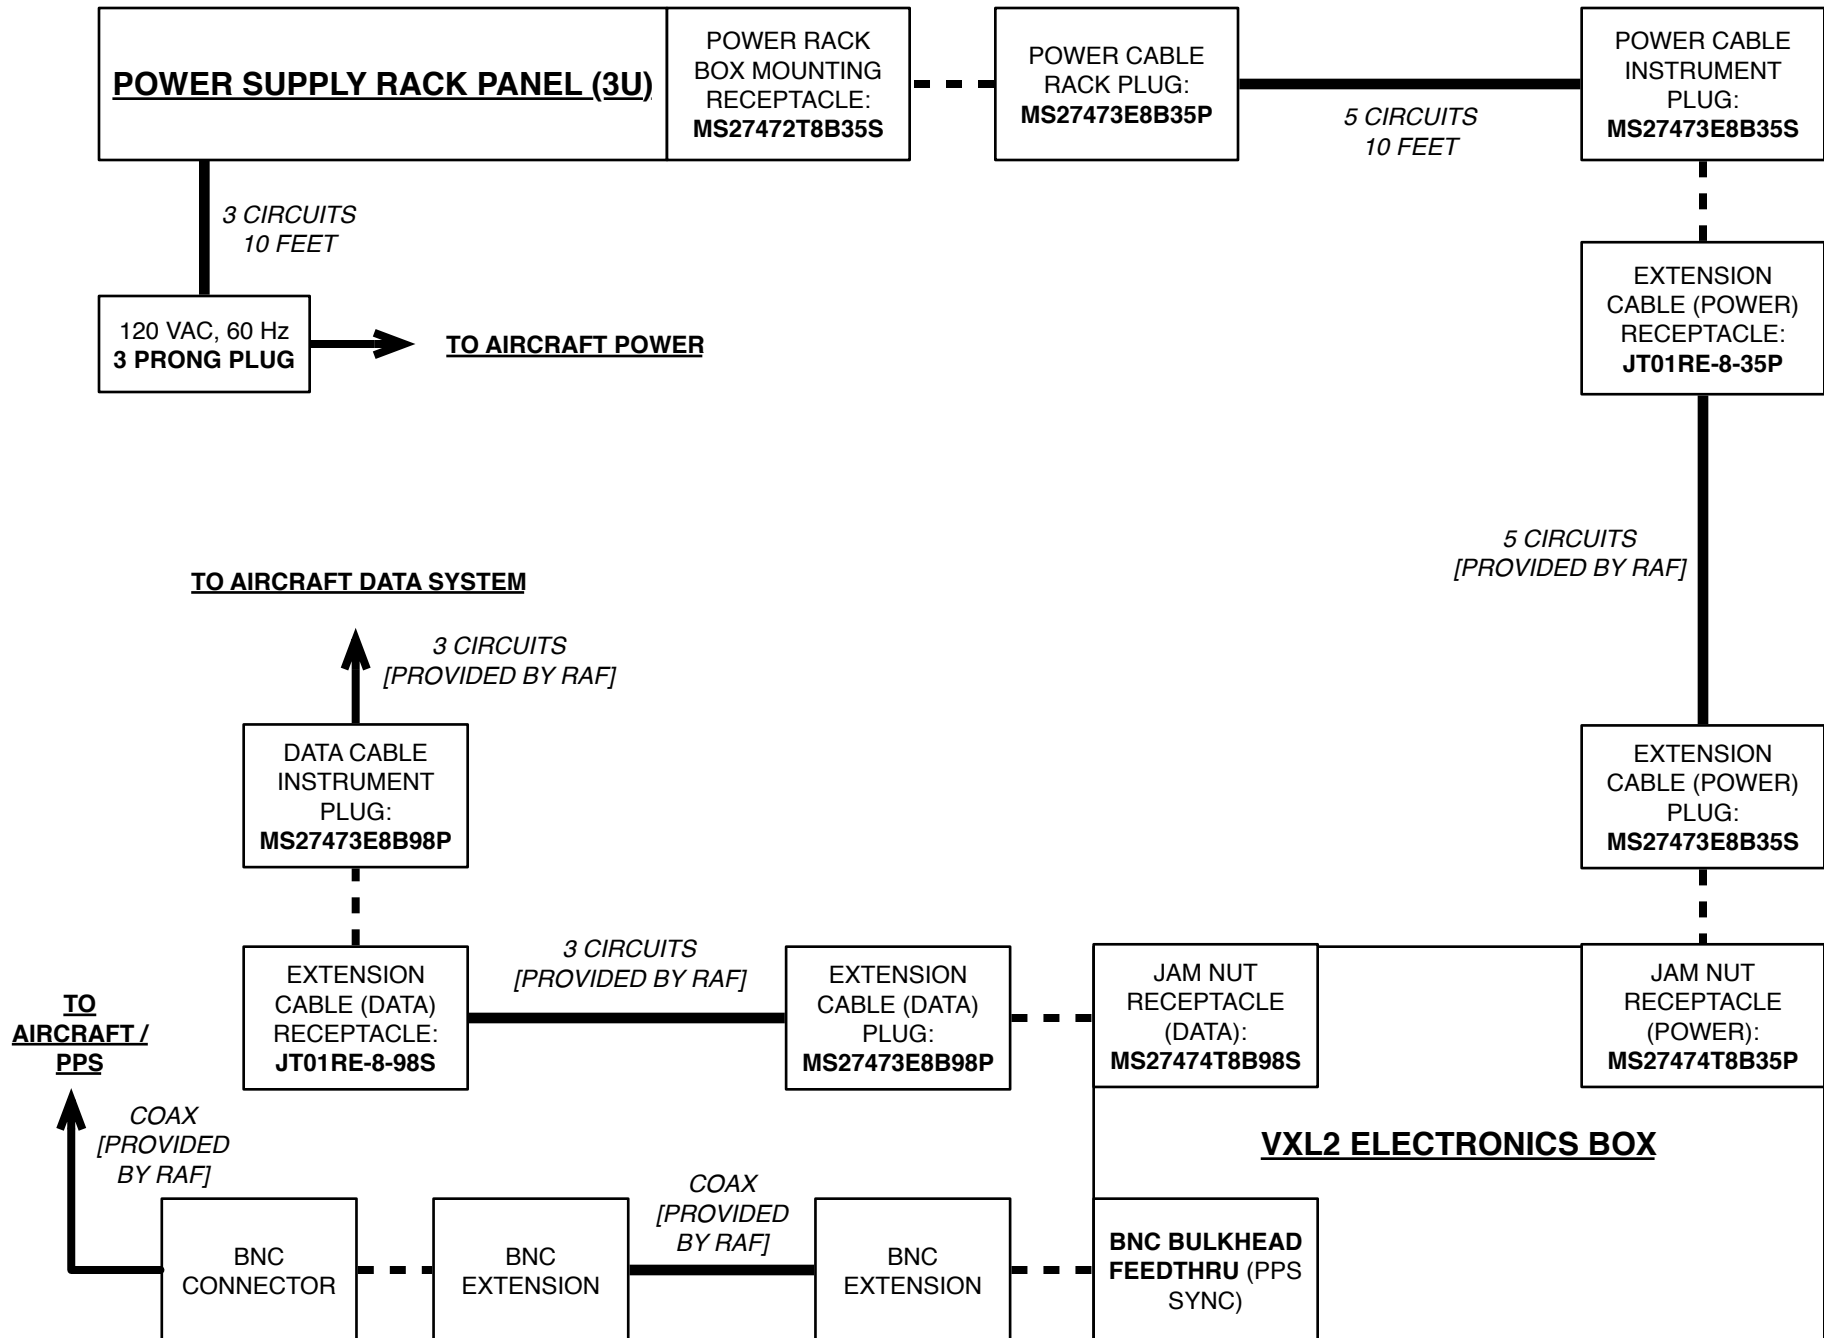 POWER SUPPLY RACK PANEL (3U)
POWER RACK
BOX MOUNTING
RECEPTACLE:
MS27472T8B35S
POWER CABLE
RACK PLUG:
MS27473E8B35P
5 CIRCUITS
10 FEET
POWER CABLE
INSTRUMENT
PLUG:
MS27473E8B35S
3 CIRCUITS
10 FEET
120 VAC, 60 Hz
3 PRONG PLUG
TO AIRCRAFT POWER
EXTENSION
CABLE (POWER)
RECEPTACLE:
JT01RE-8-35P
5 CIRCUITS
[PROVIDED BY RAF]
TO AIRCRAFT DATA SYSTEM
3 CIRCUITS
[PROVIDED BY RAF]
DATA CABLE
INSTRUMENT
PLUG:
MS27473E8B98P
EXTENSION
CABLE (POWER)
PLUG:
MS27473E8B35S
EXTENSION
CABLE (DATA)
RECEPTACLE:
JT01RE-8-98S
3 CIRCUITS
[PROVIDED BY RAF]
EXTENSION
CABLE (DATA)
PLUG:
MS27473E8B98P
JAM NUT
RECEPTACLE
(DATA):
MS27474T8B98S
JAM NUT
RECEPTACLE
(POWER):
MS27474T8B35P
TO
AIRCRAFT /
PPS
COAX
[PROVIDED
BY RAF]
VXL2 ELECTRONICS BOX
BNC
CONNECTOR
BNC
EXTENSION
COAX
[PROVIDED
BY RAF]
BNC
EXTENSION
BNC BULKHEAD
FEEDTHRU (PPS
SYNC)